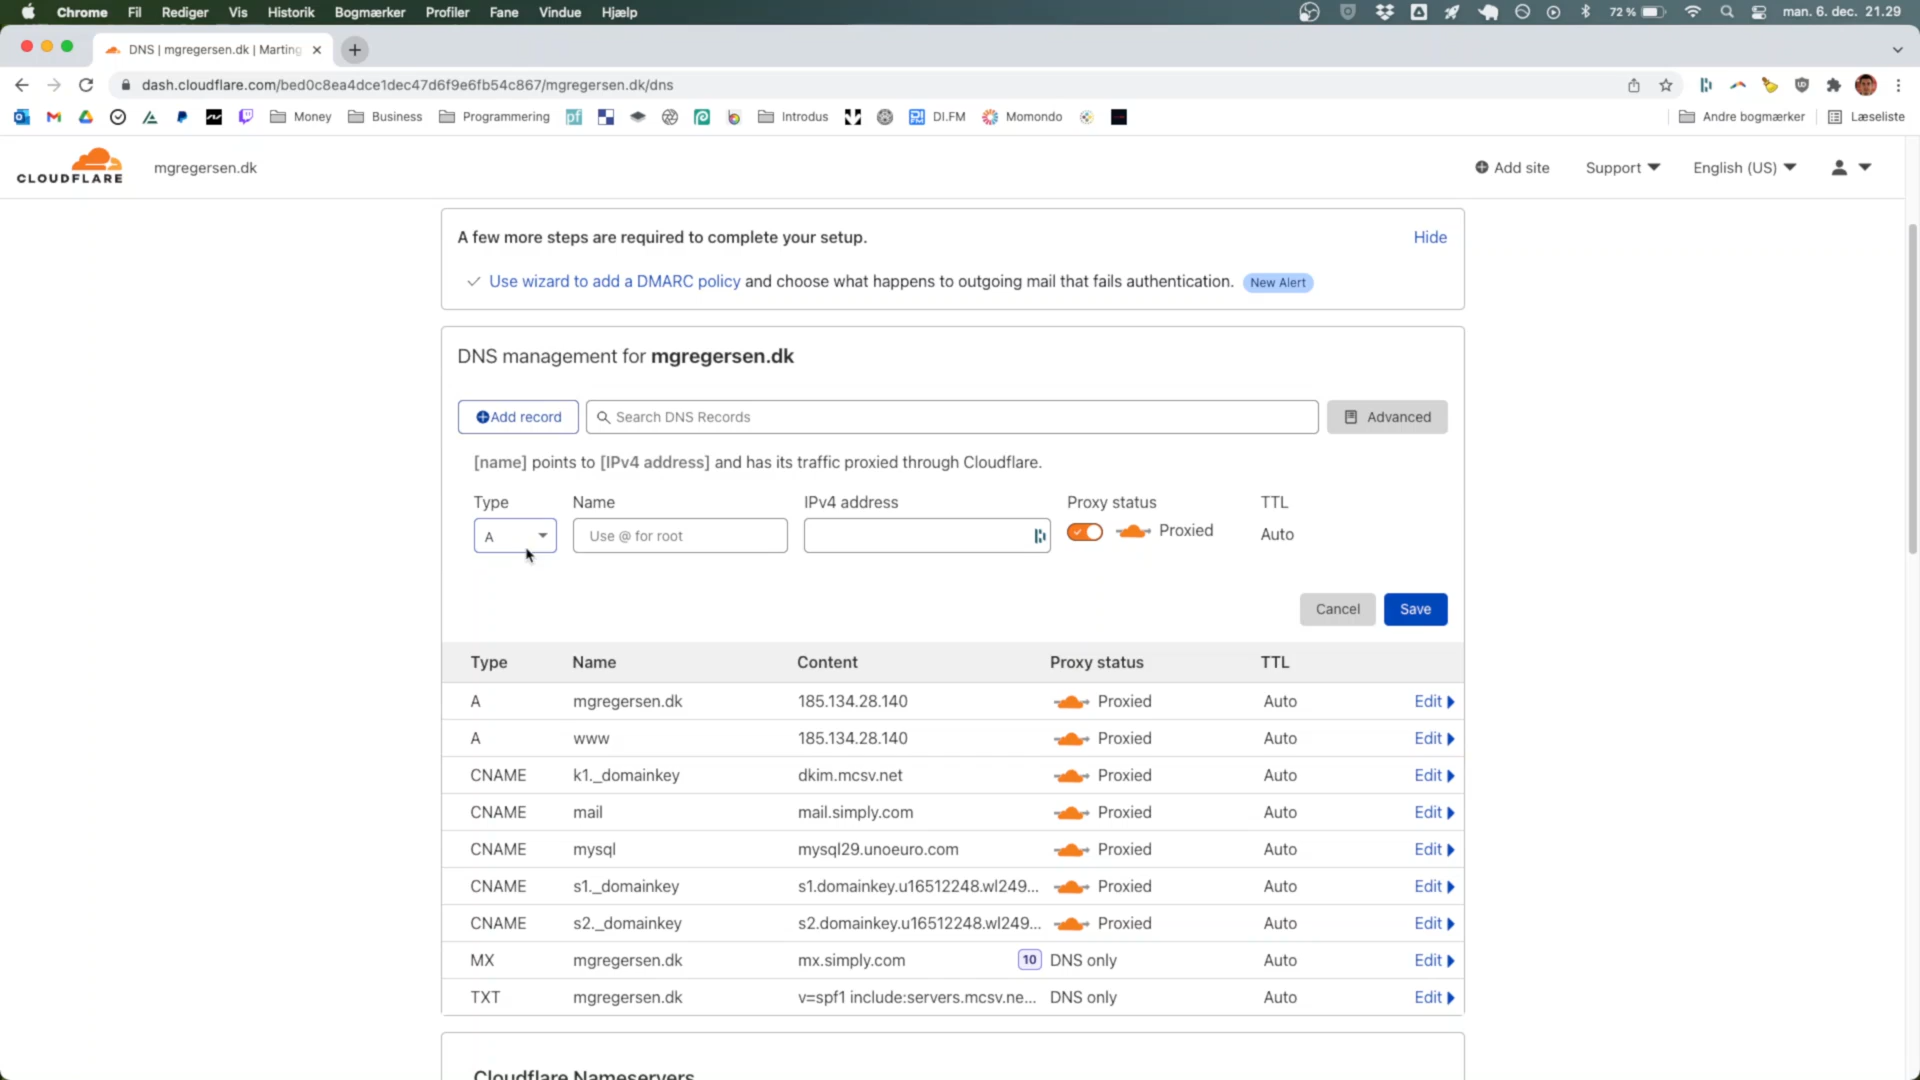 Chrome Fil Rediger Vis Historik Bogmærker Profiler Fane Vindue Hjælp 72 % man. 6. dec. 21.29
DNS | mgregersen.dk | Marting
dash.cloudflare.com/bed0c8ea4dce1dec47d6f9e6fb54c867/mgregersen.dk/dns
Money Business Programmering pf Introdus DI.FM Momondo Andre bogmærker Læseliste
CLOUDFLARE mgregersen.dk Add site Support English (US)
A few more steps are required to complete your setup. Hide
Use wizard to add a DMARC policy and choose what happens to outgoing mail that fails authentication. New Alert
DNS management for mgregersen.dk
Add record Search DNS Records Advanced
[name] points to [IPv4 address] and has its traffic proxied through Cloudflare.
Type Name IPv4 address Proxy status TTL
A Use @ for root Proxied Auto
Cancel Save
Type Name Content Proxy status TTL
A mgregersen.dk 185.134.28.140 Proxied Auto Edit
A www 185.134.28.140 Proxied Auto Edit
CNAME k1._domainkey dkim.mcsv.net Proxied Auto Edit
CNAME mail mail.simply.com Proxied Auto Edit
CNAME mysql mysql29.unoeuro.com Proxied Auto Edit
CNAME s1._domainkey s1.domainkey.u16512248.wl249... Proxied Auto Edit
CNAME s2._domainkey s2.domainkey.u16512248.wl249... Proxied Auto Edit
MX mgregersen.dk mx.simply.com 10 DNS only Auto Edit
TXT mgregersen.dk v=spf1 include:servers.mcsv.ne... DNS only Auto Edit
Cloudflare Nameservers